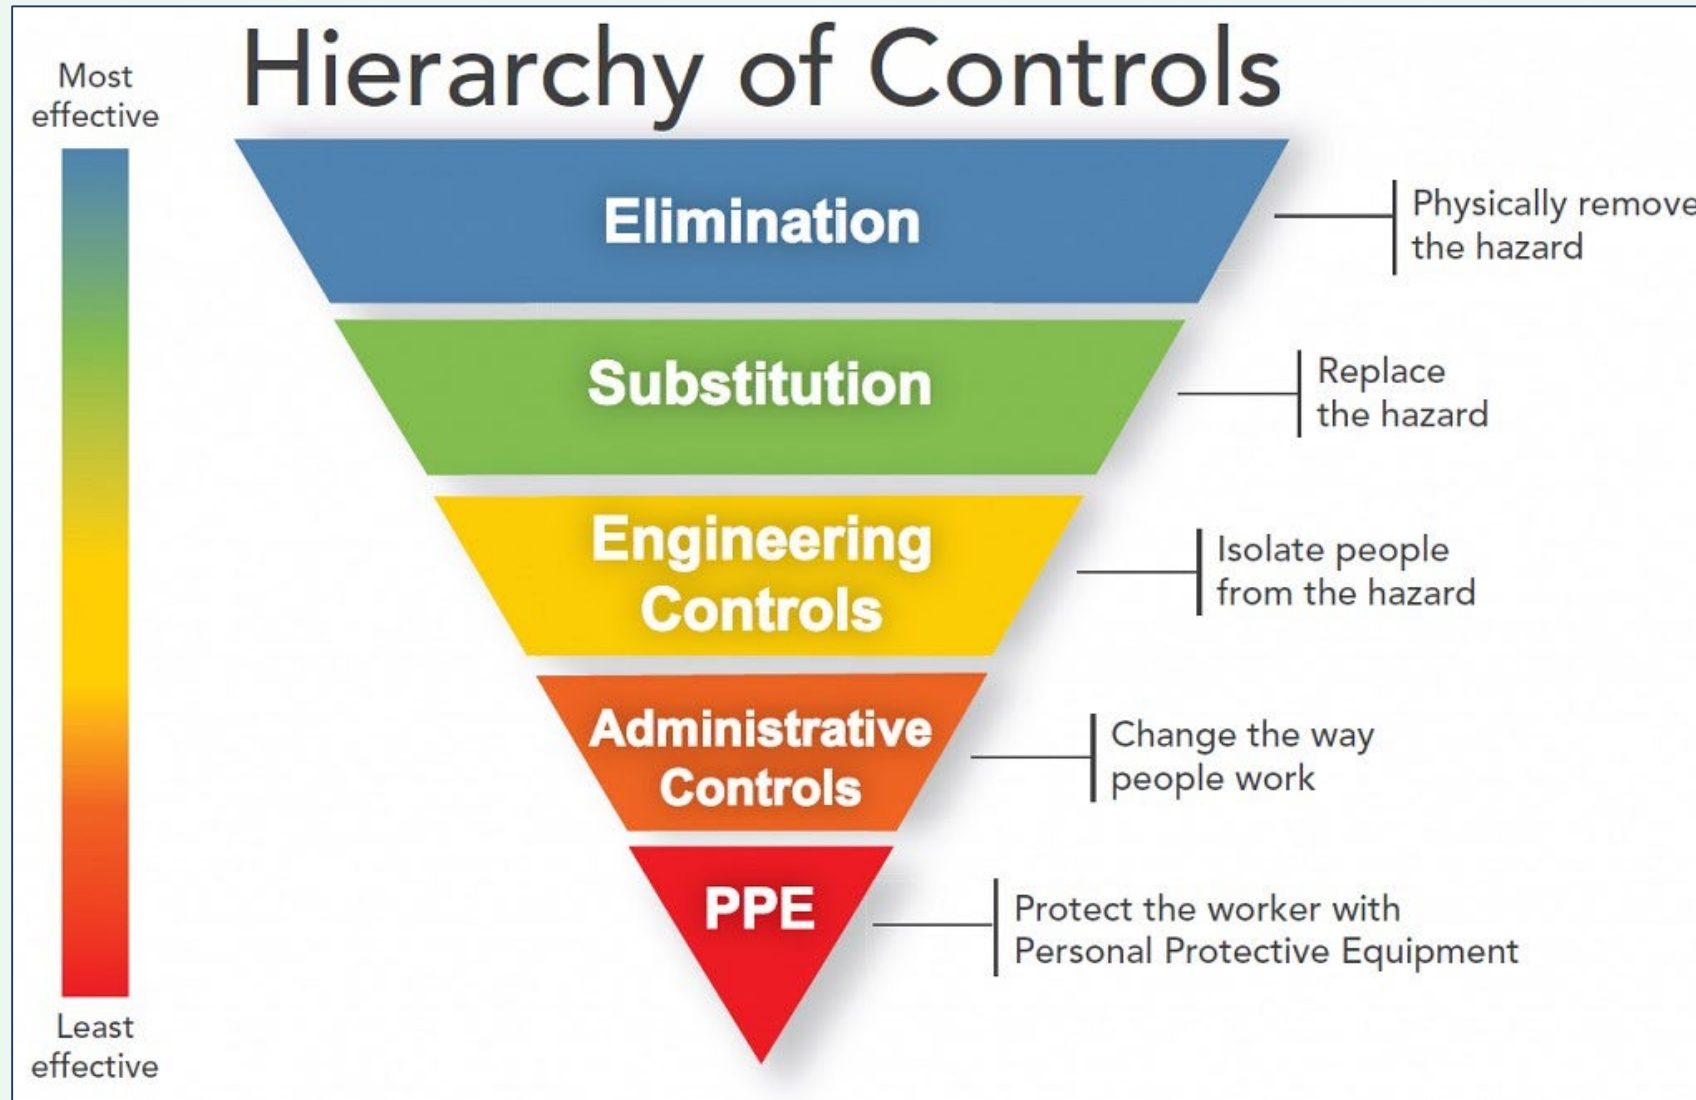 Hierarchy of Controls
Most
effective
Elimination
Physically remove
the hazard
Substitution
Replace
the hazard
Engineering
Controls
Isolate people
from the hazard
Administrative
Controls
Change the way
people work
PPE
Protect the worker with
Personal Protective Equipment
Least
effective